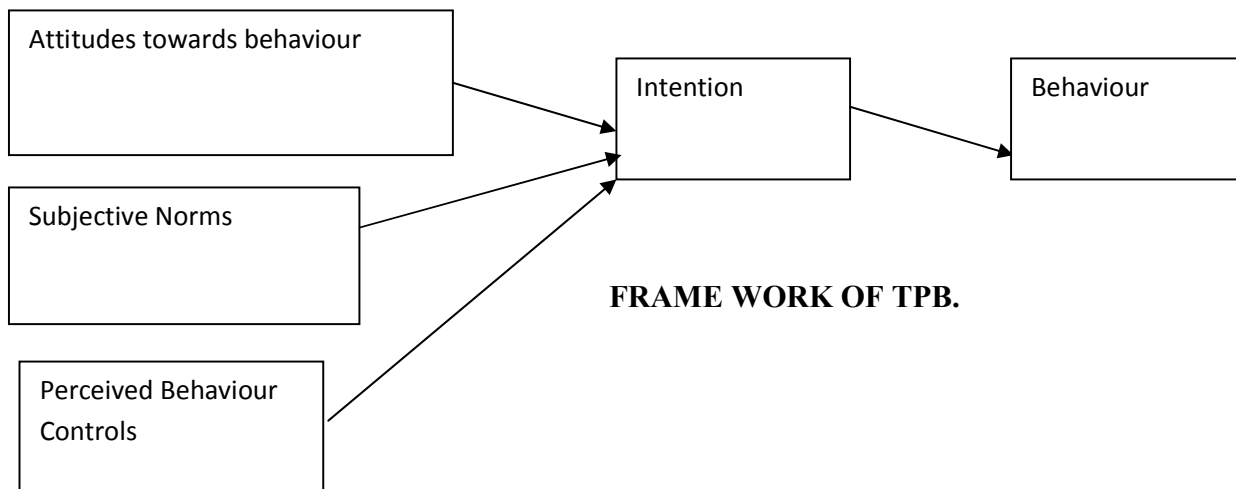 Attitudes towards behaviour
Intention
Behaviour
Subjective Norms
FRAME WORK OF TPB.
Perceived Behaviour
Controls